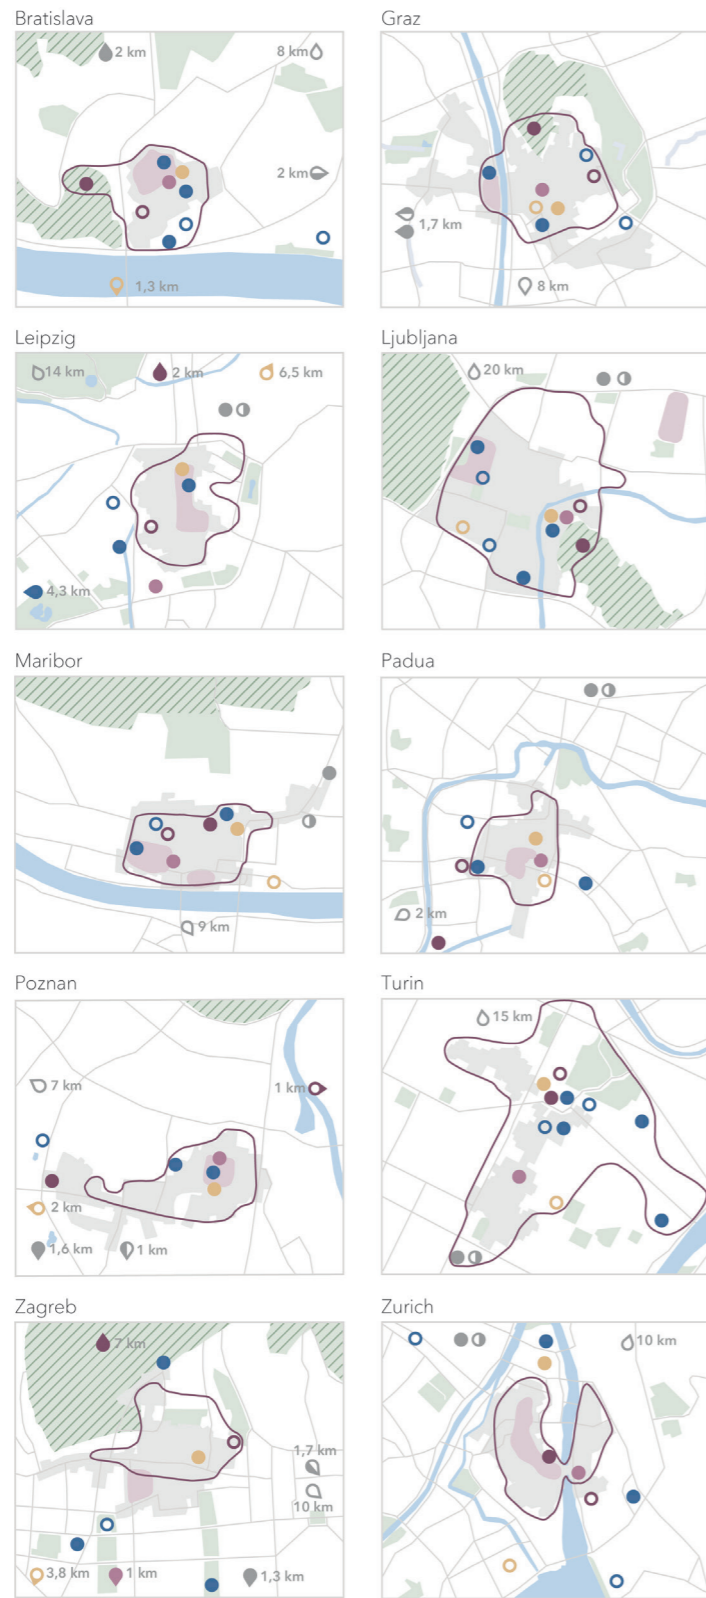 Bratislava
2 km
8 km
2 km
1,3 km
Graz
1,7 km
8 km
Leipzig
14 km
2 km
6,5 km
4,3 km
Ljubljana
20 km
Maribor
9 km
Padua
2 km
Poznan
7 km
1 km
2 km
1,6 km
1 km
Turin
15 km
Zagreb
7 km
1,7 km
10 km
3,8 km
1 km
1,3 km
Zurich
10 km